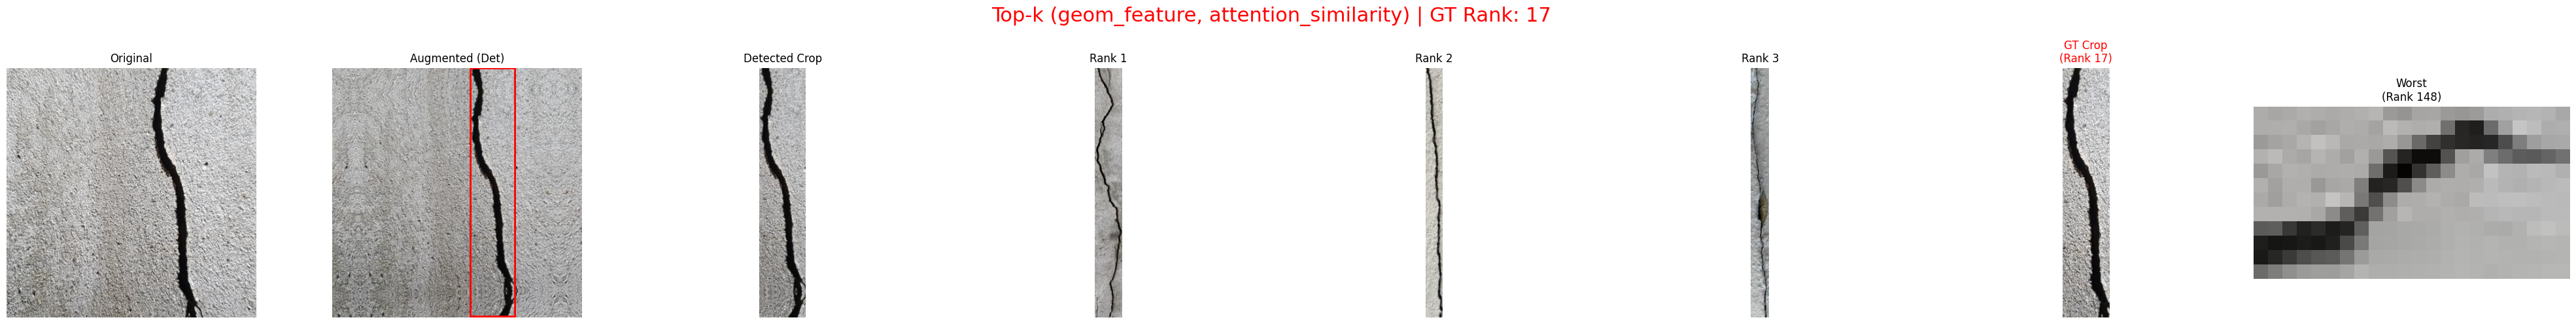 Top-k (geom_feature, attention_similarity) | GT Rank: 17
Original
Augmented (Det)
Detected Crop
Rank 1
Rank 2
Rank 3
GT Crop
(Rank 17)
Worst
(Rank 148)